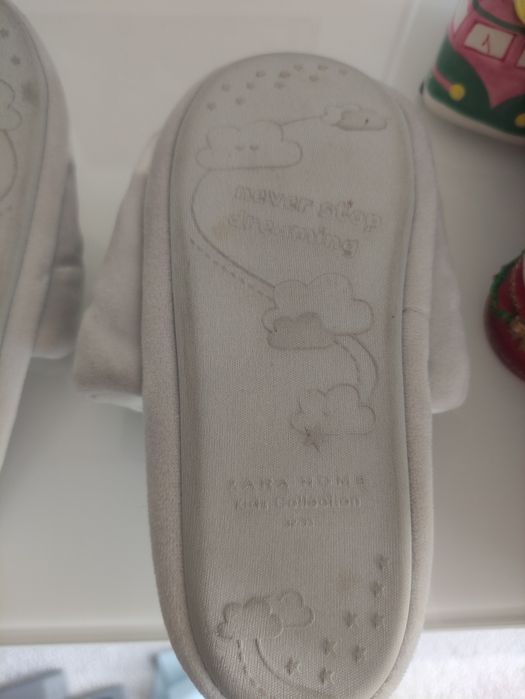 never stop
dreaming
ZARA HOME
Kids Collection